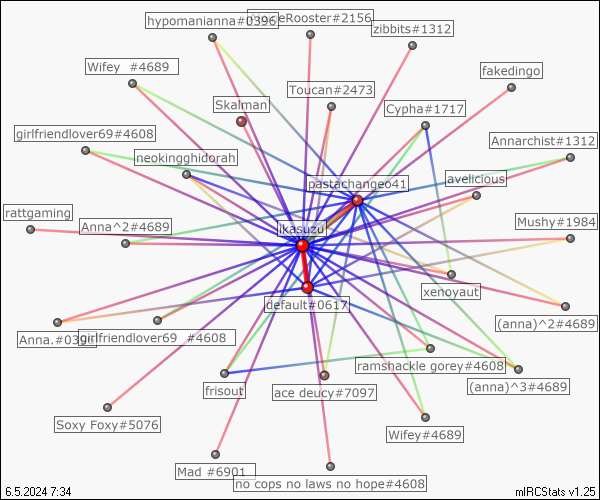 hypomanianna#0396
Rooster#2156
zibbits#1312
Wifey  #4689
fakedingo
Toucan#2473
Skalman
Cypha#1717
girlfriendlover69#4608
Annarchist#1312
neokingghidorah
avelicious
pastachangeo41
rattgaming
Anna^2#4689
Mushy#1984
ikasuzu
xenoyaut
default#0617
(anna)^2#4689
Anna.#0394
girlfriendlover69  #4608
ramshackle gorey#4608
(anna)^3#4689
frisout
ace deucy#7097
Soxy Foxy#5076
Wifey#4689
Mad #6901
no cops no laws no hope#4608
6.5.2024 7:34
mIRCStats v1.25